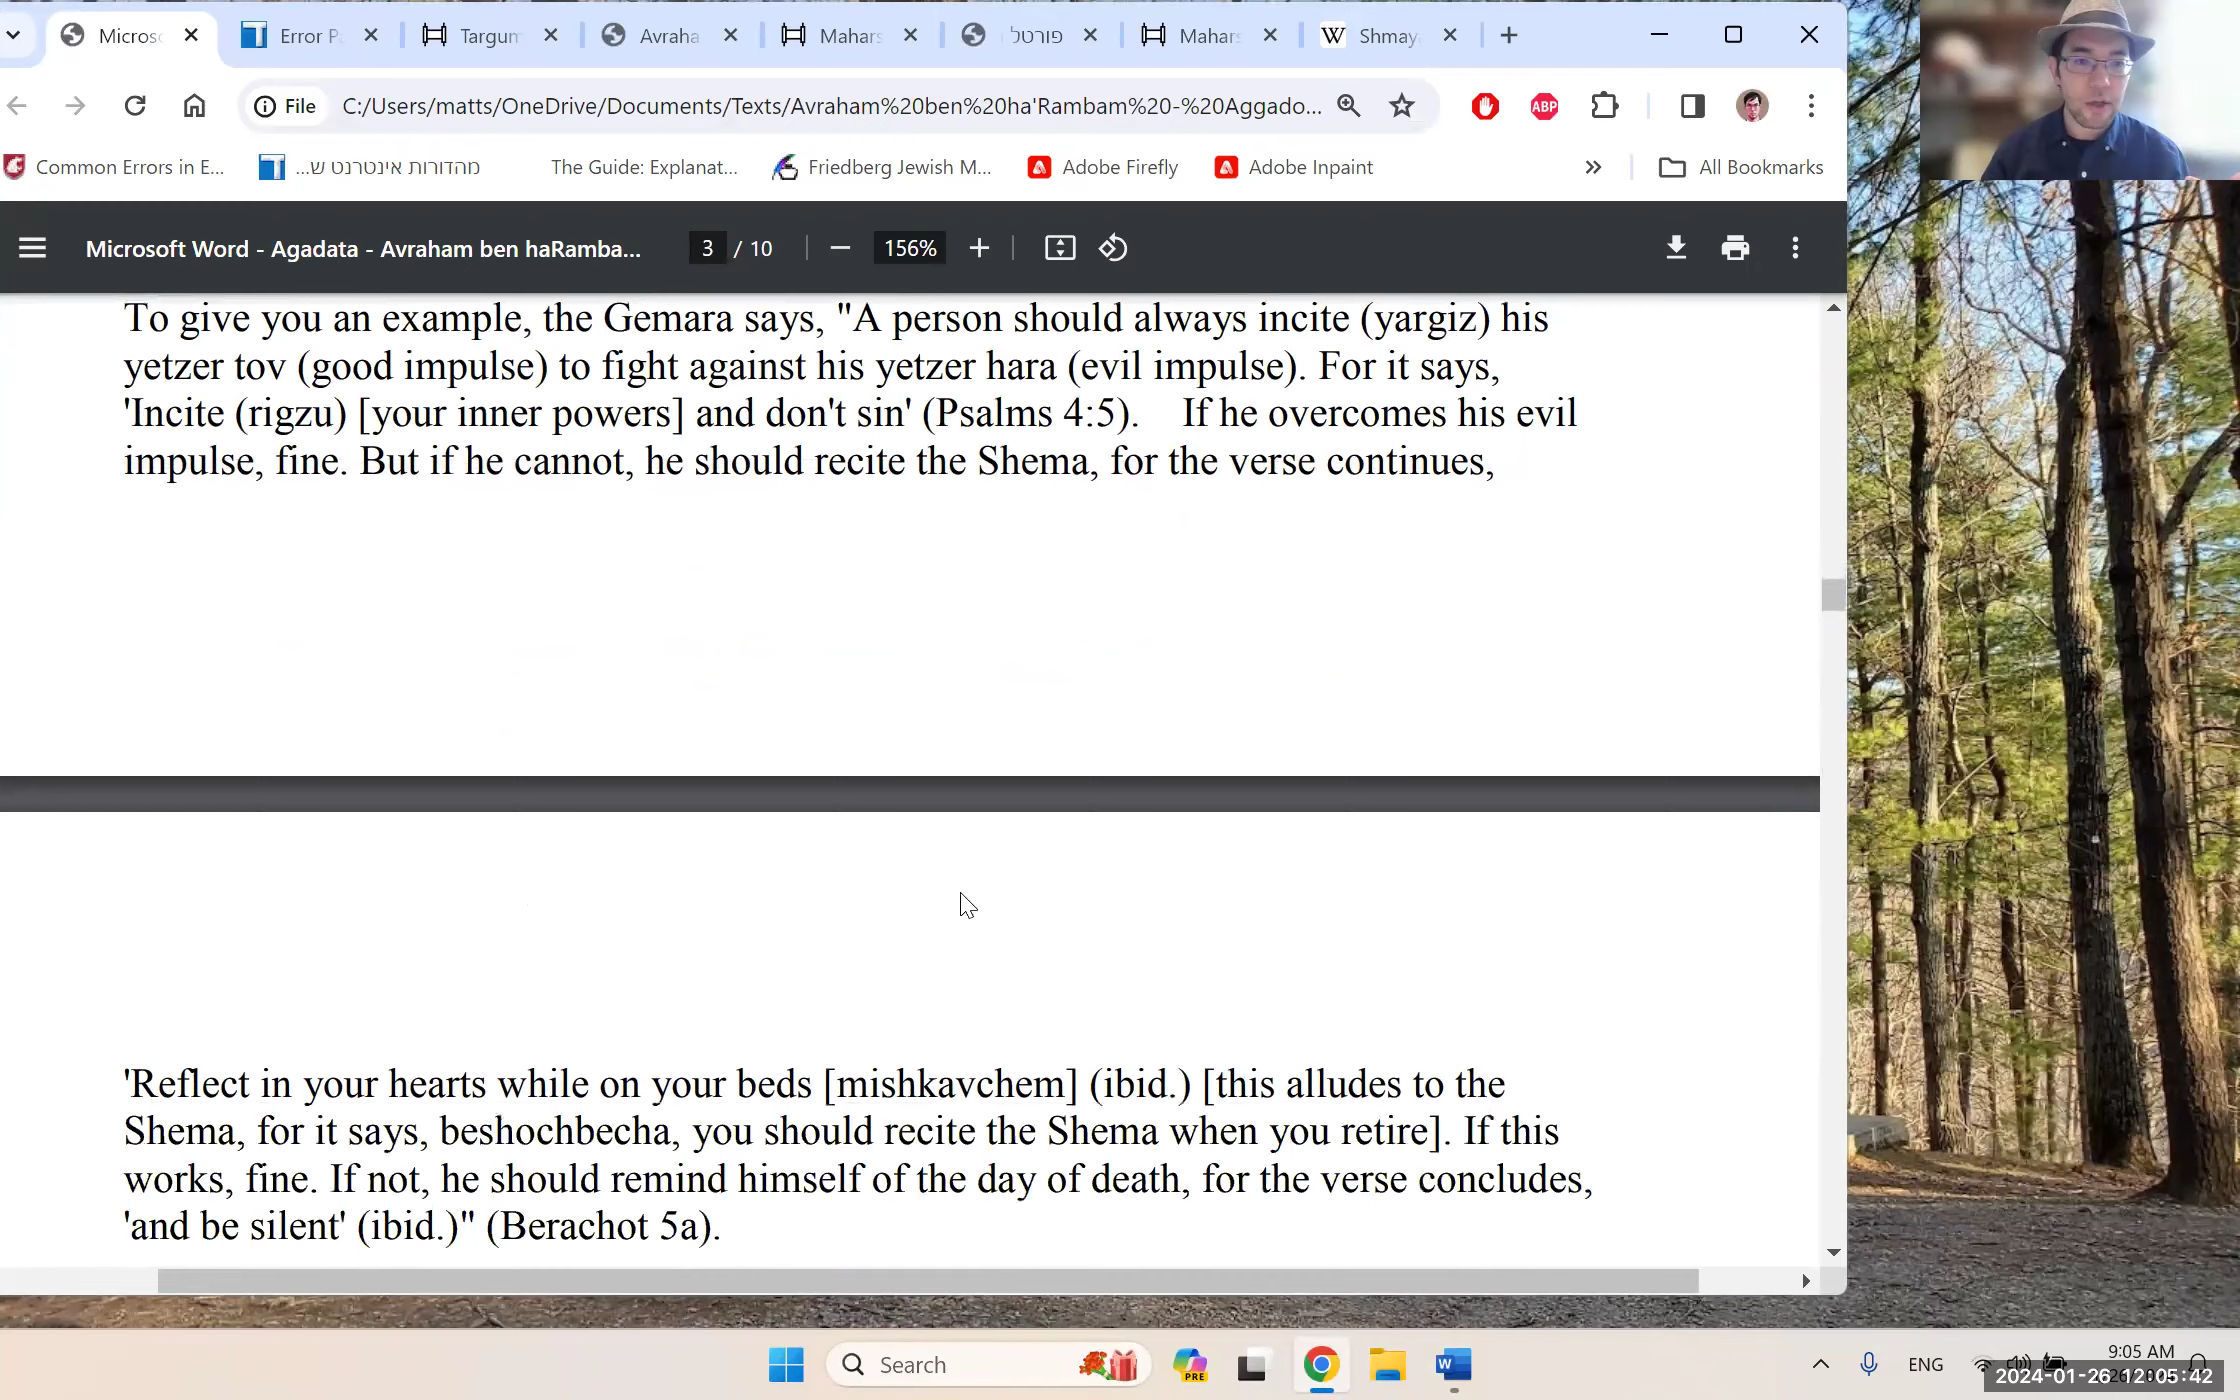 Micros
Error P
Targum
Avraha
Mahars
פורטל
Mahars
Shmay
File
C:/Users/matts/OneDrive/Documents/Texts/Avraham%20ben%20ha'Rambam%20-%20Aggado...
ABP
Common Errors in E...
מהדורות אינטרנט ש...
The Guide: Explanat...
Friedberg Jewish M...
Adobe Firefly
Adobe Inpaint
All Bookmarks
Microsoft Word - Agadata - Avraham ben haRamba...
3 / 10
156%
To give you an example, the Gemara says, "A person should always incite (yargiz) his
yetzer tov (good impulse) to fight against his yetzer hara (evil impulse). For it says,
'Incite (rigzu) [your inner powers] and don't sin' (Psalms 4:5). If he overcomes his evil
impulse, fine. But if he cannot, he should recite the Shema, for the verse continues,
'Reflect in your hearts while on your beds [mishkavchem] (ibid.) [this alludes to the
Shema, for it says, beshochbecha, you should recite the Shema when you retire]. If this
works, fine. If not, he should remind himself of the day of death, for the verse concludes,
'and be silent' (ibid.)" (Berachot 5a).
Search
PRE
W
ENG
9:05 AM
2024-01-26 12:05:42